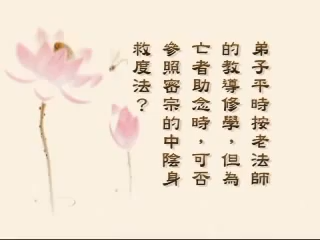 弟子平時按老法師
的教導修學，但為
亡者助念時，可否
參照密宗的中陰身
救度法？